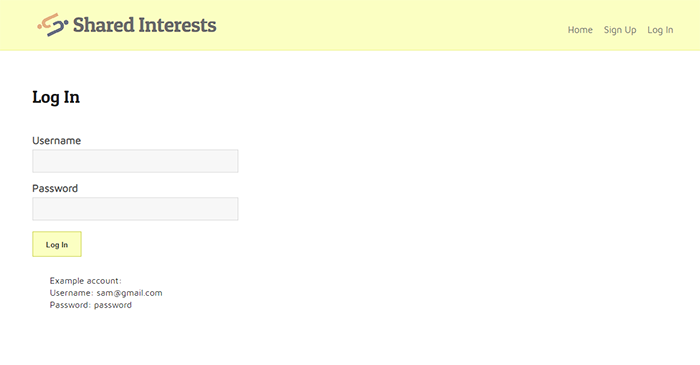 Shared Interests
Home Sign Up Log In
Log In
Username
Password
Log In
Example account:
Username: sam@gmail.com
Password: password